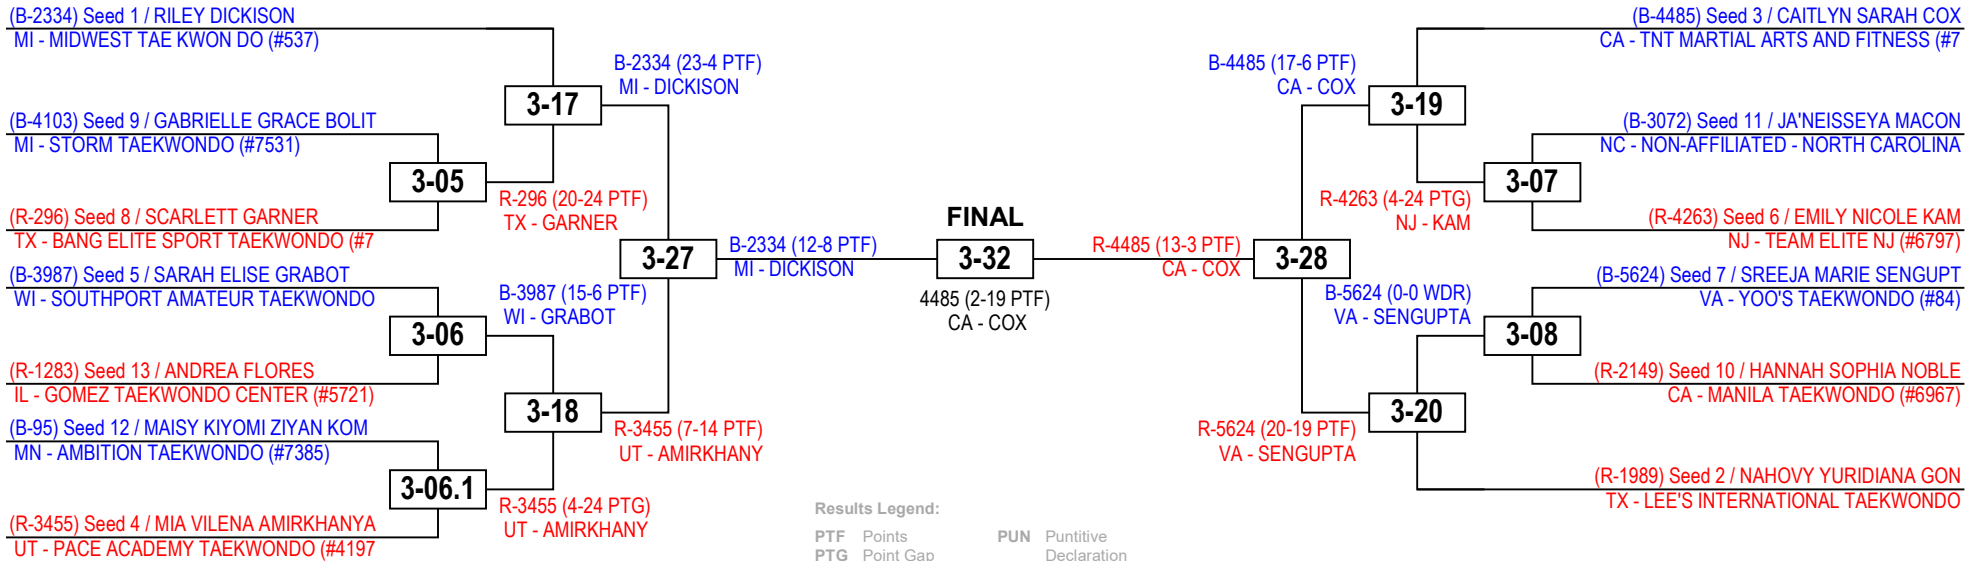 (B-2334) Seed 1 / RILEY DICKISON
MI - MIDWEST TAE KWON DO (#537)
B-2334 (23-4 PTF)
MI - DICKISON
3-17
(B-4103) Seed 9 / GABRIELLE GRACE BOLIT
MI - STORM TAEKWONDO (#7531)
3-05
R-296 (20-24 PTF)
TX - GARNER
(R-296) Seed 8 / SCARLETT GARNER
TX - BANG ELITE SPORT TAEKWONDO (#7
3-27
B-2334 (12-8 PTF)
MI - DICKISON
(B-3987) Seed 5 / SARAH ELISE GRABOT
WI - SOUTHPORT AMATEUR TAEKWONDO
B-3987 (15-6 PTF)
WI - GRABOT
3-06
(R-1283) Seed 13 / ANDREA FLORES
IL - GOMEZ TAEKWONDO CENTER (#5721)
3-18
R-3455 (7-14 PTF)
UT - AMIRKHANY
(B-95) Seed 12 / MAISY KIYOMI ZIYAN KOM
MN - AMBITION TAEKWONDO (#7385)
3-06.1
R-3455 (4-24 PTG)
UT - AMIRKHANY
(R-3455) Seed 4 / MIA VILENA AMIRKHANYA
UT - PACE ACADEMY TAEKWONDO (#4197
FINAL
3-32
4485 (2-19 PTF)
CA - COX
(B-4485) Seed 3 / CAITLYN SARAH COX
CA - TNT MARTIAL ARTS AND FITNESS (#7
B-4485 (17-6 PTF)
CA - COX
3-19
(B-3072) Seed 11 / JA'NEISSEYA MACON
NC - NON-AFFILIATED - NORTH CAROLINA
3-07
R-4263 (4-24 PTG)
NJ - KAM
(R-4263) Seed 6 / EMILY NICOLE KAM
NJ - TEAM ELITE NJ (#6797)
R-4485 (13-3 PTF)
CA - COX
3-28
(B-5624) Seed 7 / SREEJA MARIE SENGUPT
VA - YOO'S TAEKWONDO (#84)
B-5624 (0-0 WDR)
VA - SENGUPTA
3-08
(R-2149) Seed 10 / HANNAH SOPHIA NOBLE
CA - MANILA TAEKWONDO (#6967)
3-20
R-5624 (20-19 PTF)
VA - SENGUPTA
(R-1989) Seed 2 / NAHOVY YURIDIANA GON
TX - LEE'S INTERNATIONAL TAEKWONDO
Results Legend:
PTF Points PUN Puntitive
PTG Point Gap Declaration